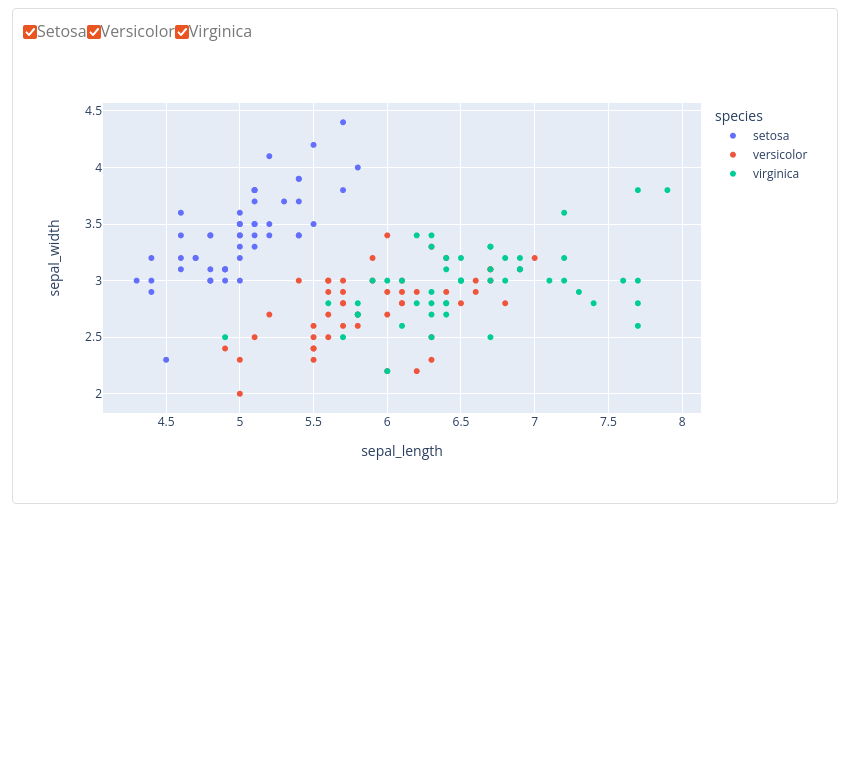 Setosa Versicolor Virginica
4.5
4
3.5
3
2.5
2
sepal_width
4.5 5 5.5 6 6.5 7 7.5 8
sepal_length
species
setosa
versicolor
virginica